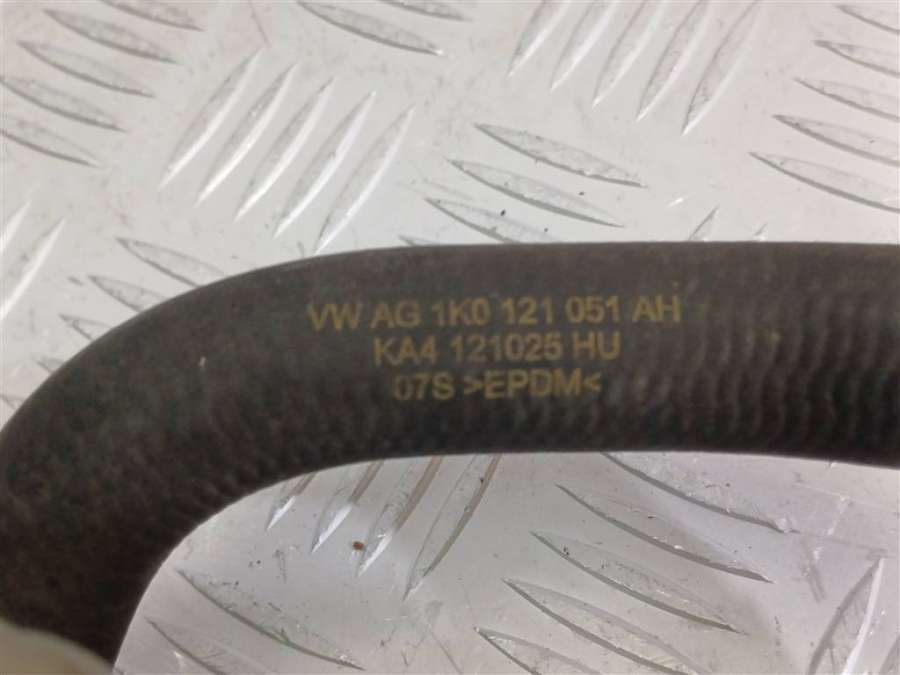 VW AG 1K0 121 051 AH
KA4 121025 HU
07S >EPDM<